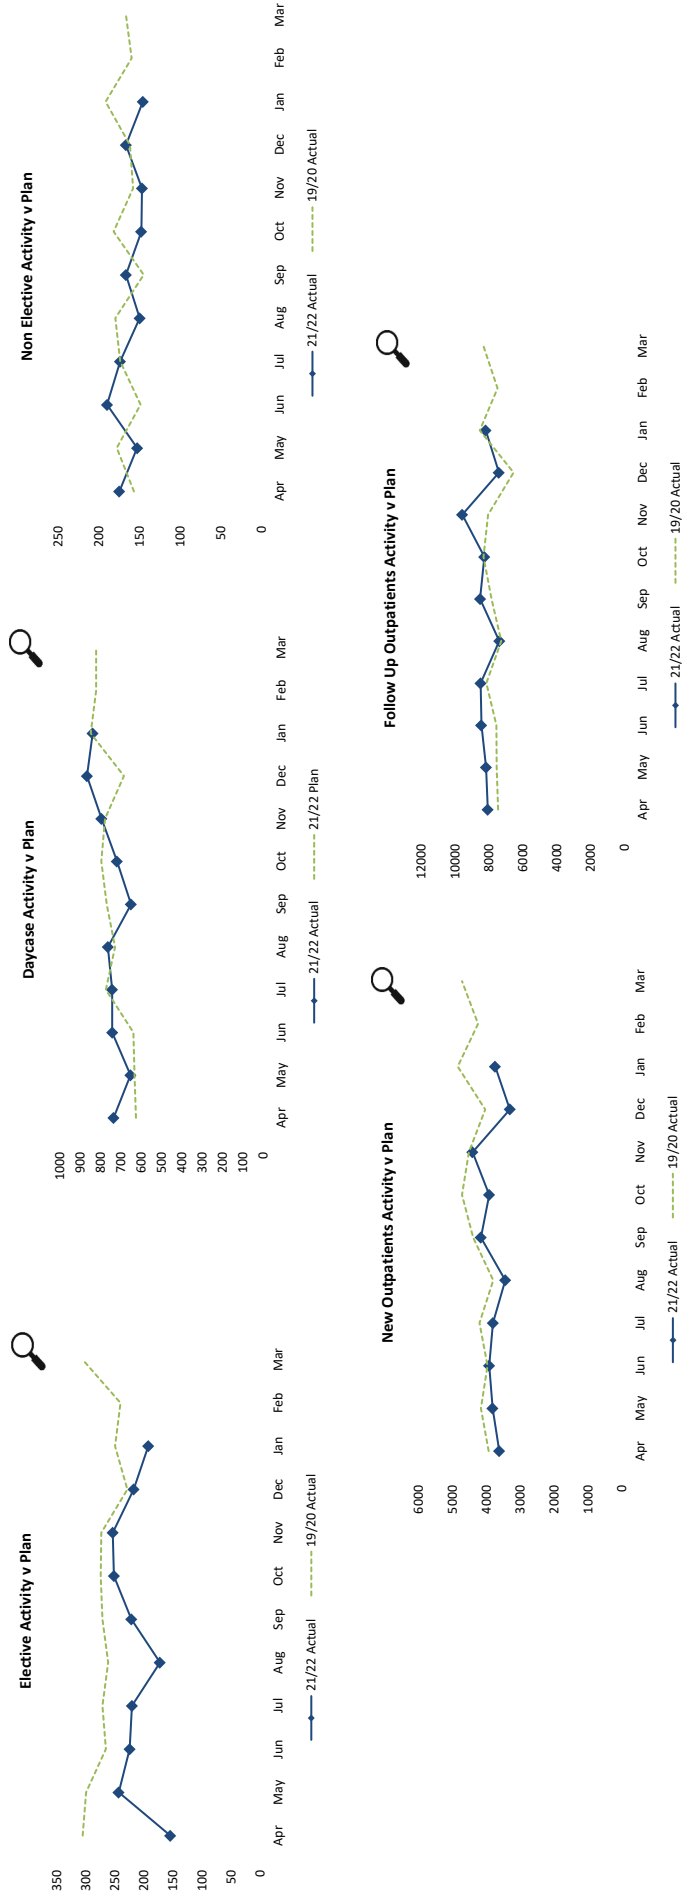 Elective Activity v Plan
350
300
250
200
150
100
50
0
Apr May Jun Jul Aug Sep Oct Nov Dec Jan Feb Mar
21/22 Actual 19/20 Actual
Daycase Activity v Plan
1000
900
800
700
600
500
400
300
200
100
0
Apr May Jun Jul Aug Sep Oct Nov Dec Jan Feb Mar
21/22 Actual 21/22 Plan
Non Elective Activity v Plan
250
200
150
100
50
0
Apr May Jun Jul Aug Sep Oct Nov Dec Jan Feb Mar
21/22 Actual 19/20 Actual
New Outpatients Activity v Plan
6000
5000
4000
3000
2000
1000
0
Apr May Jun Jul Aug Sep Oct Nov Dec Jan Feb Mar
21/22 Actual 19/20 Actual
Follow Up Outpatients Activity v Plan
12000
10000
8000
6000
4000
2000
0
Apr May Jun Jul Aug Sep Oct Nov Dec Jan Feb Mar
21/22 Actual 19/20 Actual